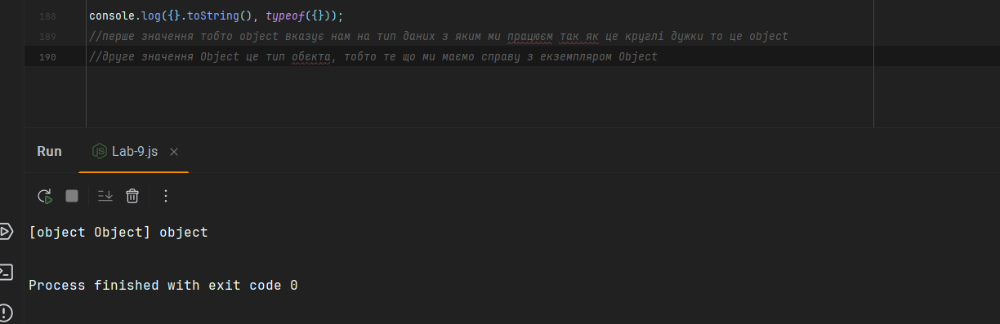 188 console.log({}.toString(), typeof({}));
189 //перше значення тобто object вказує нам на тип даних з яким ми працюєм так як це круглі дужки то це object
190 //друге значення Object це тип обєкта, тобто те що ми маємо справу з екземпляром Object
Run Lab-9.js
[object Object] object
Process finished with exit code 0